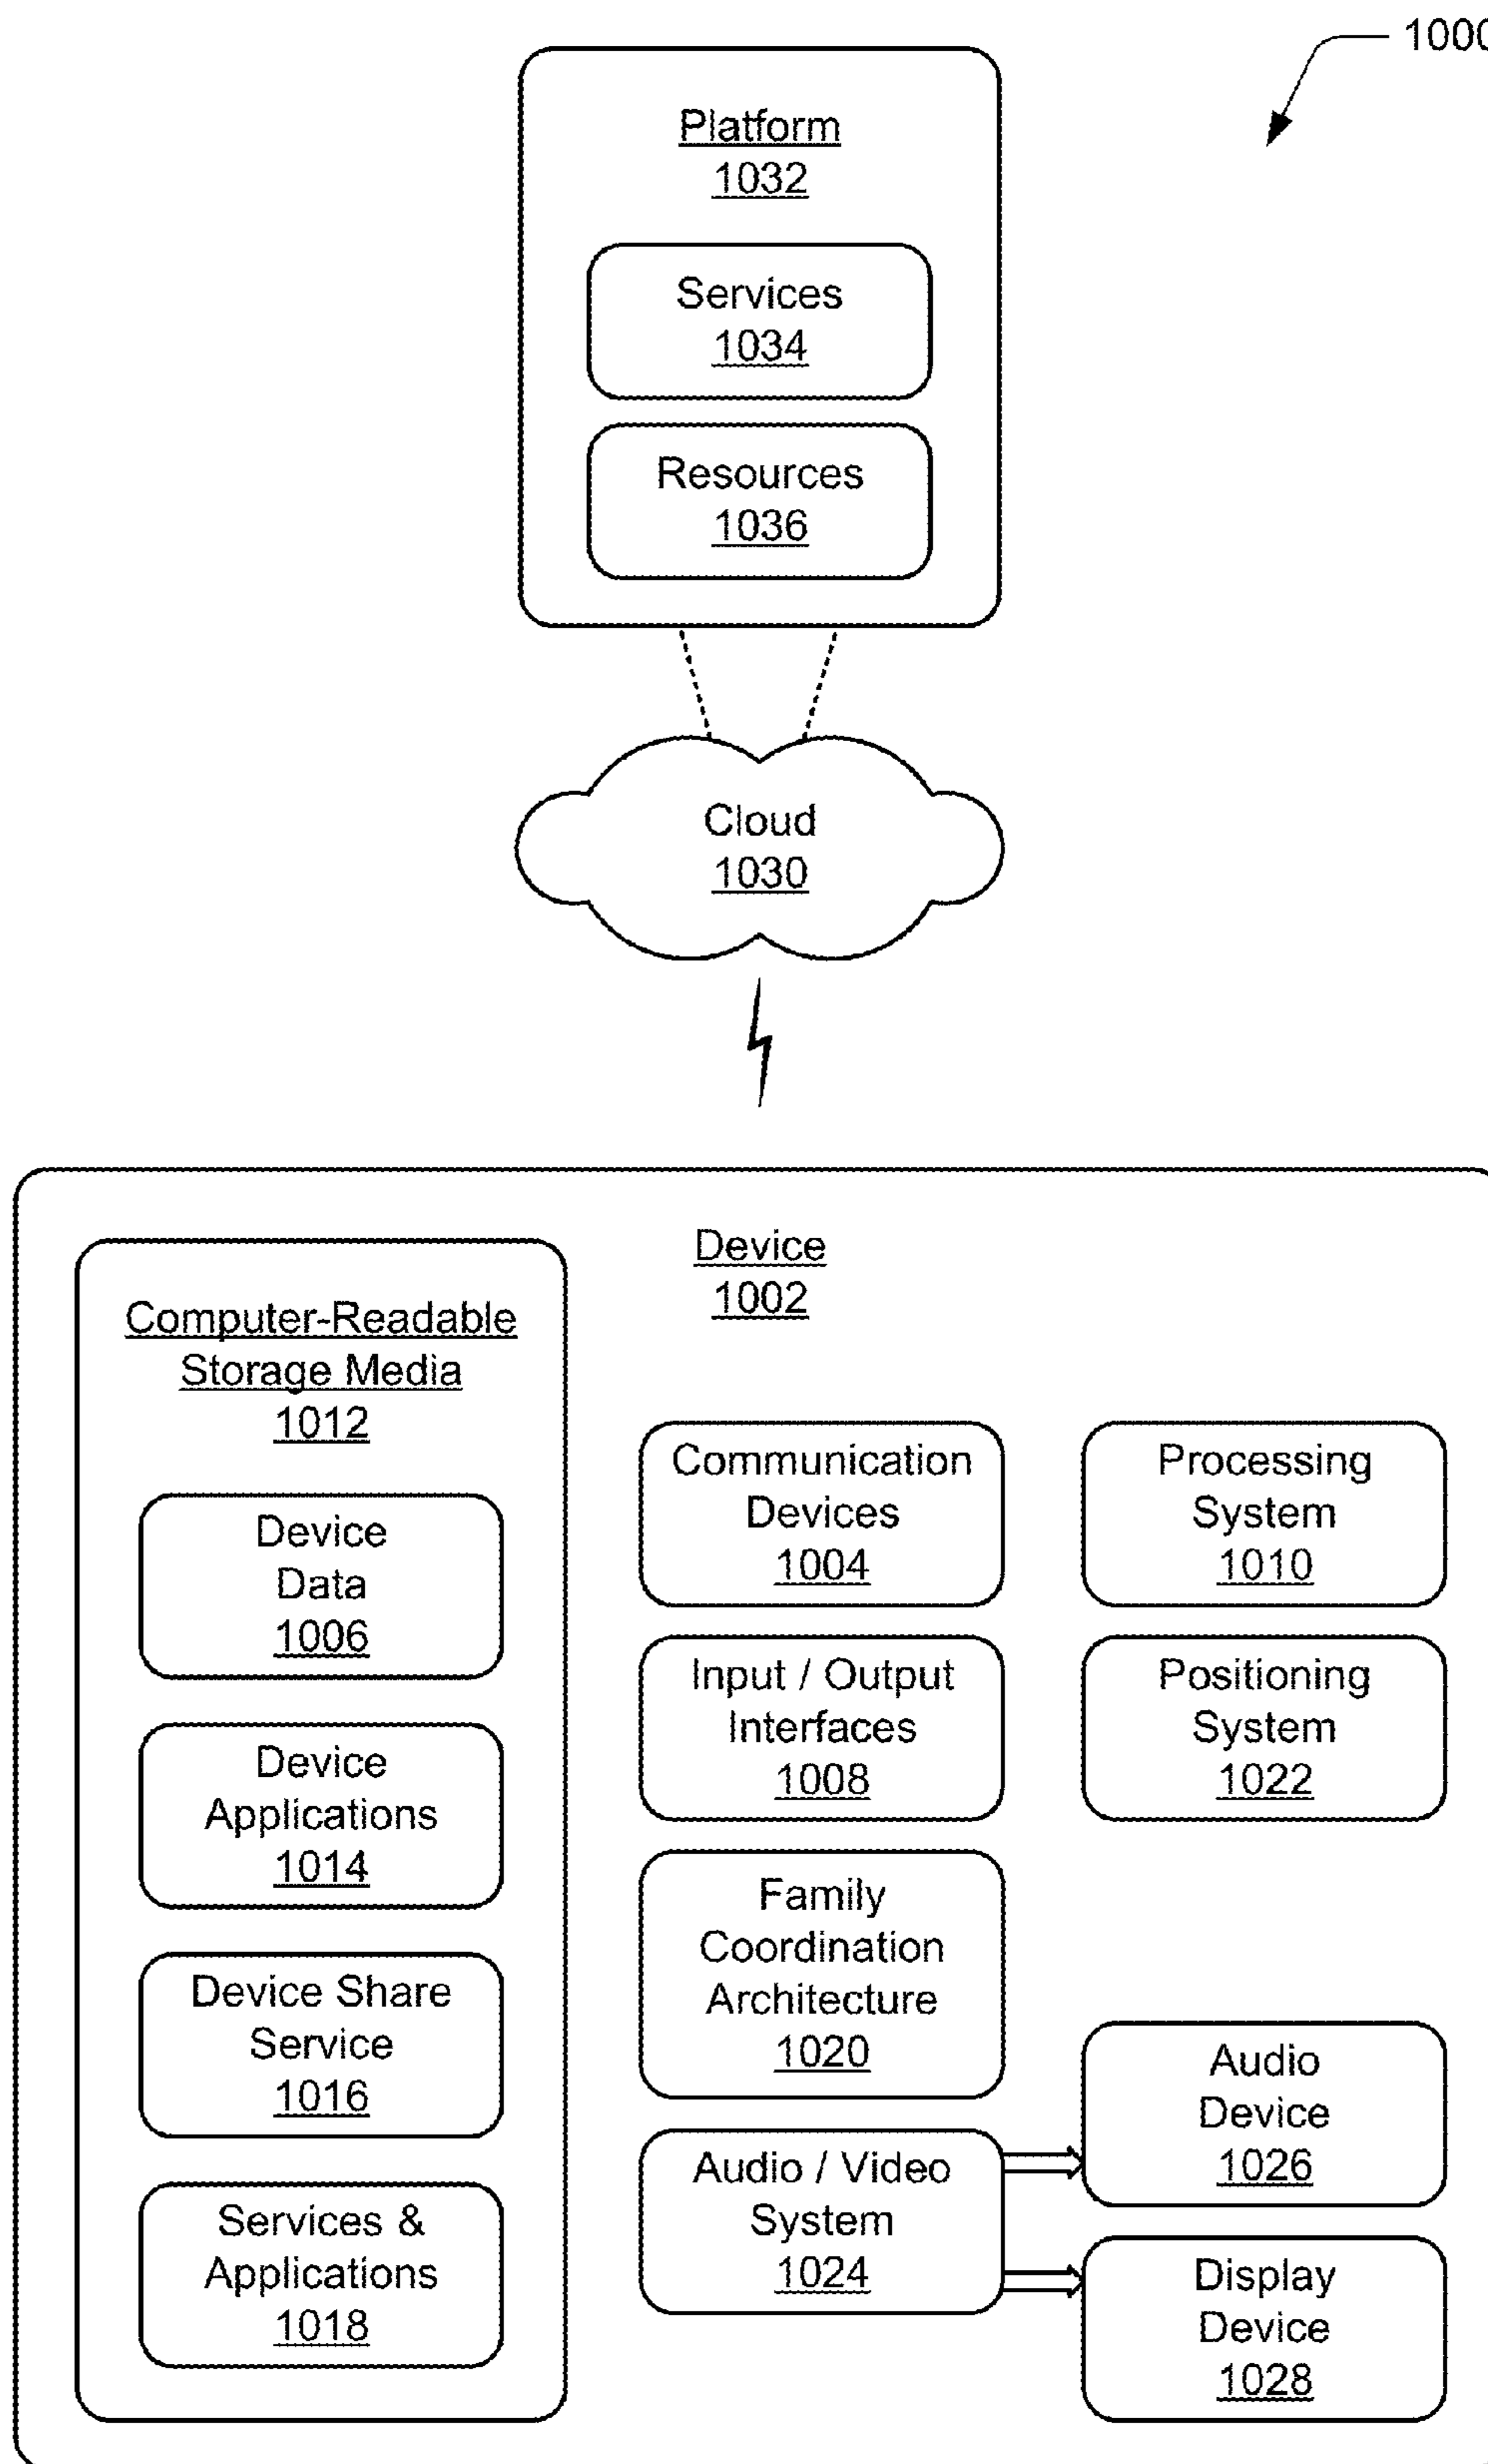 1000
Platform
1032
Services
1034
Resources
1036
Cloud
1030
Device
1002
Computer-Readable
Storage Media
1012
Device
Data
1006
Device
Applications
1014
Device Share
Service
1016
Services &
Applications
1018
Communication
Devices
1004
Processing
System
1010
Input / Output
Interfaces
1008
Positioning
System
1022
Family
Coordination
Architecture
1020
Audio / Video
System
1024
Audio
Device
1026
Display
Device
1028